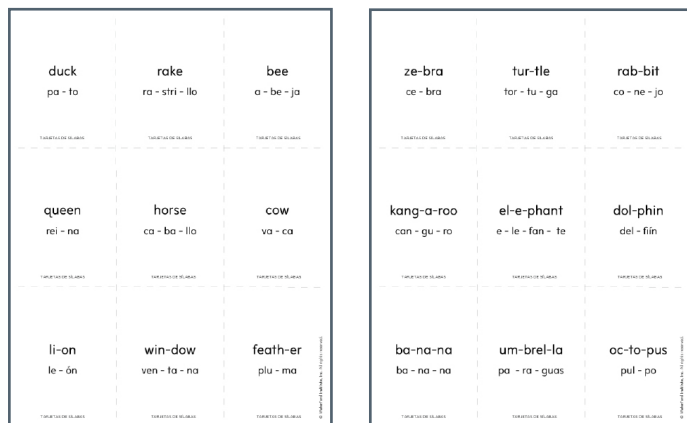 duck
pa - to
TARJETAS DE SÍLABAS
rake
ra - stri - llo
TARJETAS DE SÍLABAS
bee
a - be - ja
TARJETAS DE SÍLABAS
queen
rei - na
TARJETAS DE SÍLABAS
horse
ca - ba - llo
TARJETAS DE SÍLABAS
cow
va - ca
TARJETAS DE SÍLABAS
li-on
le - ón
TARJETAS DE SÍLABAS
win-dow
ven - ta - na
TARJETAS DE SÍLABAS
feath-er
plu - ma
TARJETAS DE SÍLABAS
ze-bra
ce - bra
TARJETAS DE SÍLABAS
tur-tle
tor - tu - ga
TARJETAS DE SÍLABAS
rab-bit
co - ne - jo
TARJETAS DE SÍLABAS
kang-a-roo
can - gu - ro
TARJETAS DE SÍLABAS
el-e-phant
e - le - fan - te
TARJETAS DE SÍLABAS
dol-phin
del - fiín
TARJETAS DE SÍLABAS
ba-na-na
ba - na - na
TARJETAS DE SÍLABAS
um-brel-la
pa - ra - guas
TARJETAS DE SÍLABAS
oc-to-pus
pul - po
TARJETAS DE SÍLABAS